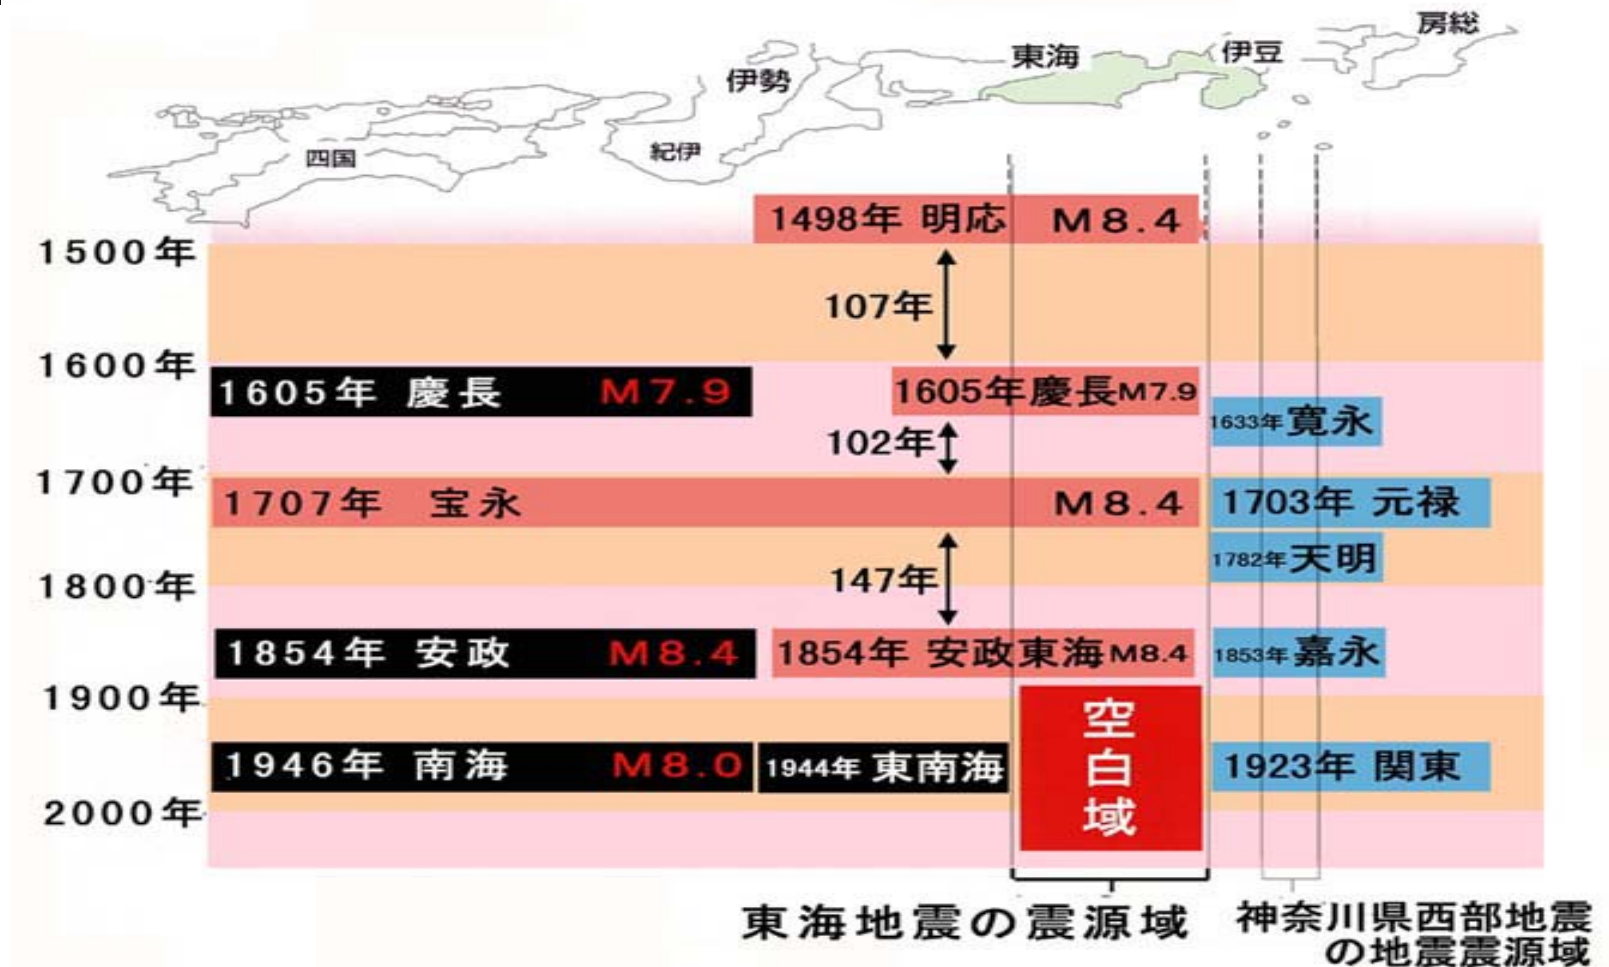 房総
伊豆
東海
伊勢
紀伊
四国
1498年 明応 M8.4
1500年
107年
1600年
1605年 慶長 M7.9
1605年慶長M7.9
1633年寛永
102年
1700年
1707年 宝永 M8.4
1703年 元禄
1782年天明
147年
1800年
1854年 安政 M8.4
1854年 安政東海M8.4
1853年嘉永
1900年
空
白
域
1946年 南海 M8.0
1944年 東南海
1923年 関東
2000年
東海地震の震源域
神奈川県西部地震
の地震震源域